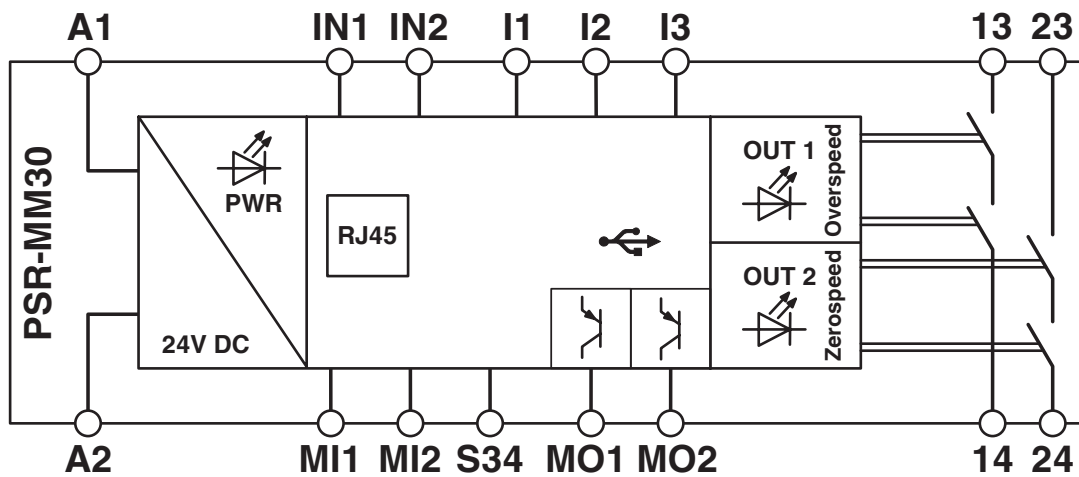 A1 IN1 IN2 I1 I2 I3 13 23
PSR-MM30
PWR
24V DC
RJ45
OUT 1
Overspeed
OUT 2
Zerospeed
A2 MI1 MI2 S34 MO1 MO2 14 24